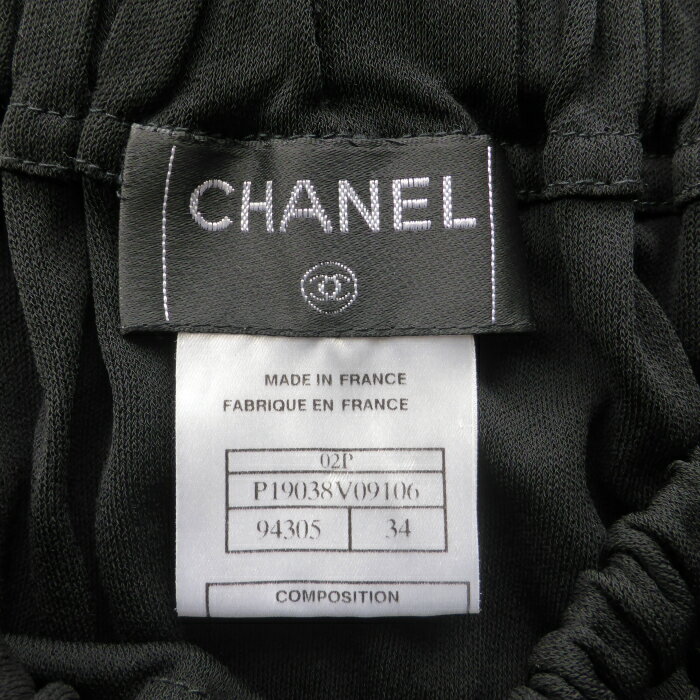 CHANEL
MADE IN FRANCE
FABRIQUE EN FRANCE
02P
P19038V09106
94305 34
COMPOSITION